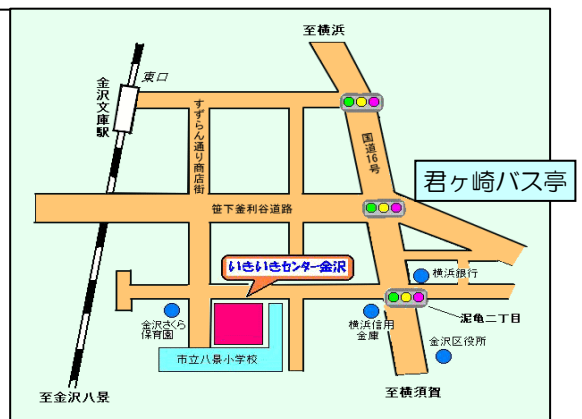 至横浜
東口
金沢文庫駅
すずらん通り商店街
国道16号
君ヶ崎バス亭
笹下釜利谷道路
いきいきセンター金沢
横浜銀行
金沢さくら
保育園
横浜信用
金庫
泥亀二丁目
金沢区役所
市立八景小学校
至金沢八景
至横須賀